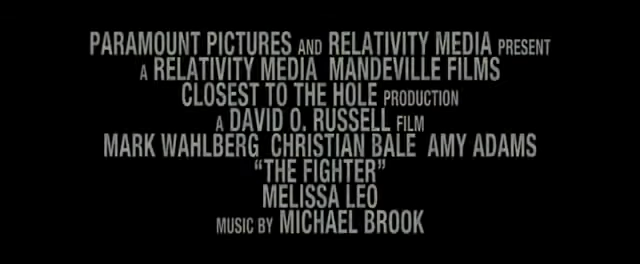 PARAMOUNT PICTURES AND RELATIVITY MEDIA PRESENT
A RELATIVITY MEDIA MANDEVILLE FILMS
CLOSEST TO THE HOLE PRODUCTION
A DAVID O. RUSSELL FILM
MARK WAHLBERG CHRISTIAN BALE AMY ADAMS
“THE FIGHTER”
MELISSA LEO
MUSIC BY MICHAEL BROOK